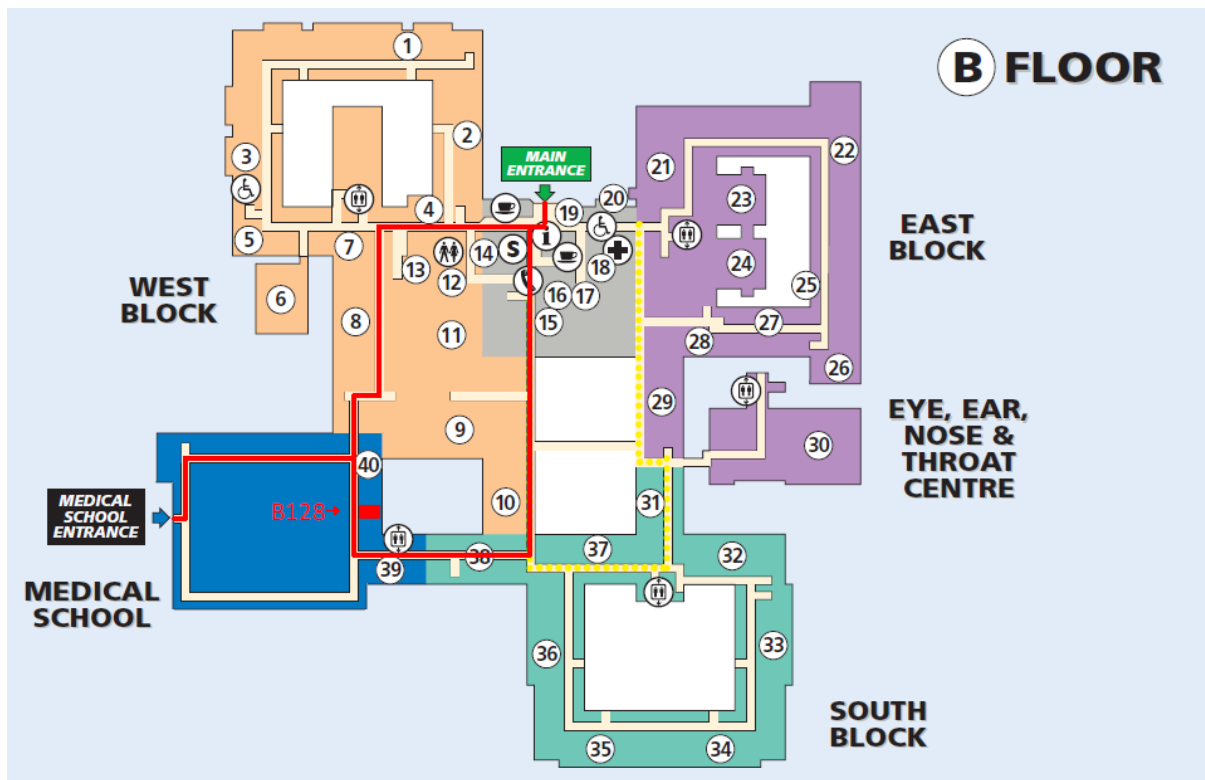 B FLOOR
1
2
MAIN
ENTRANCE
3
4
5
6
7
8
9
10
11
12
13
14
S
i
15
16
17
18
19
20
21
22
23
24
25
26
27
28
29
30
31
32
33
34
35
36
37
38
39
40
WEST
BLOCK
EAST
BLOCK
EYE, EAR,
NOSE &
THROAT
CENTRE
B128
MEDICAL
SCHOOL
ENTRANCE
MEDICAL
SCHOOL
SOUTH
BLOCK